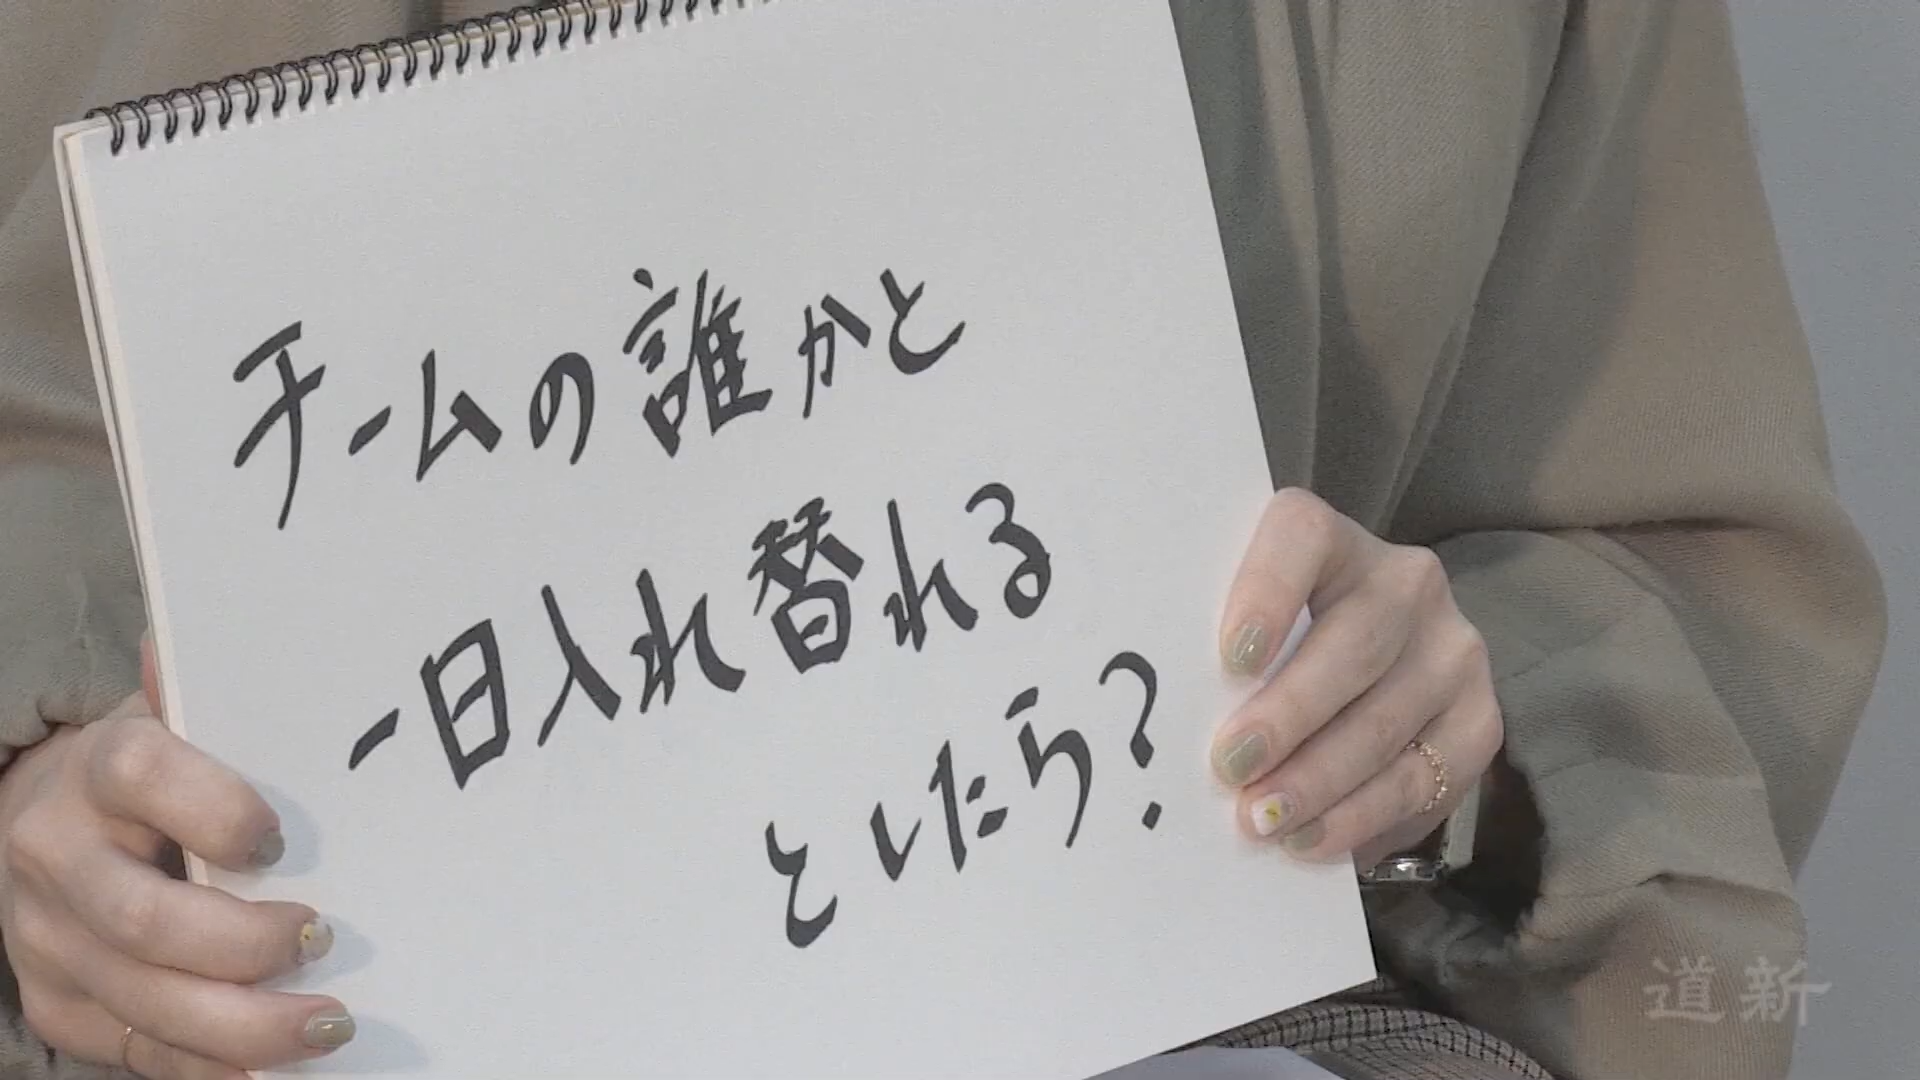 チームの誰かと
一日入れ替れる
としたら?
道新